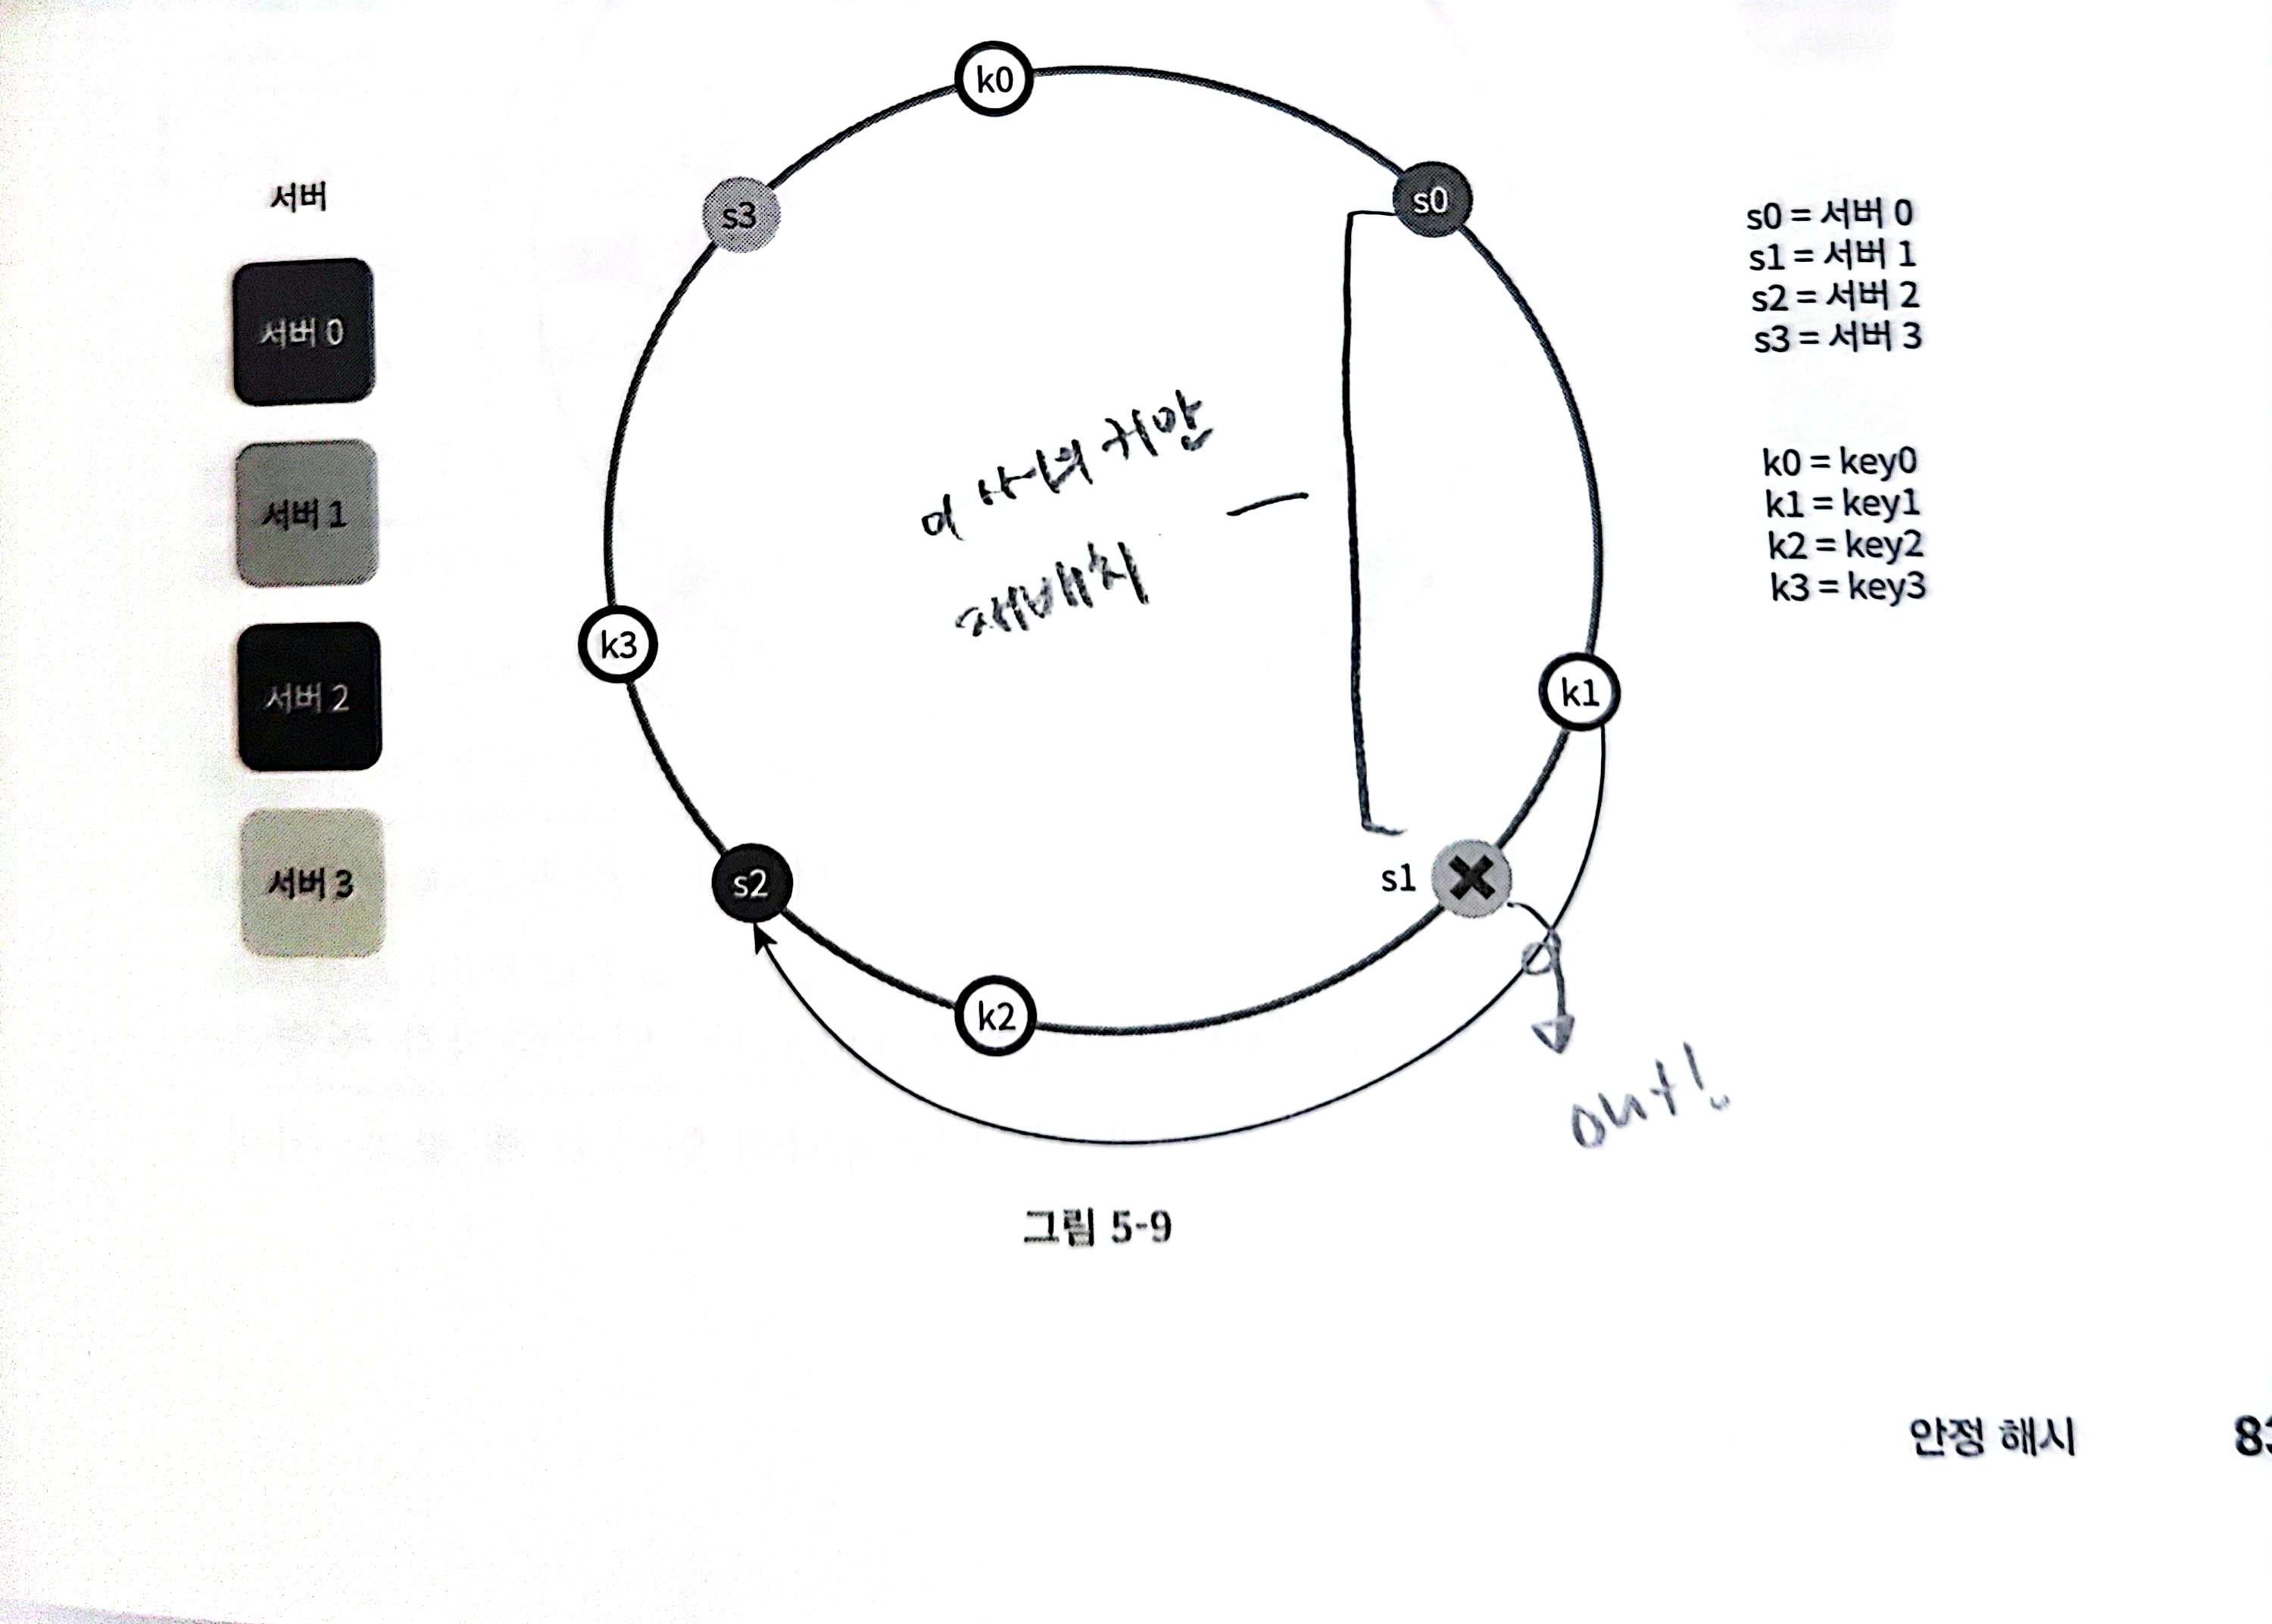 k0
s3
s0
서버
서버 0
서버 1
서버 2
서버 3
s0 = 서버 0
s1 = 서버 1
s2 = 서버 2
s3 = 서버 3
k0 = key0
k1 = key1
k2 = key2
k3 = key3
이 사이의 키만
재배치
k3
k1
s2
s1
k2
out!
그림 5-9
안정 해시